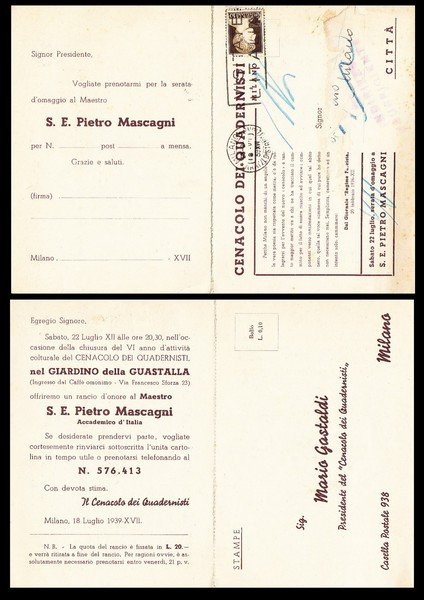 Signor Presidente,
Vogliate prenotarmi per la serata
d'omaggio al Maestro
S. E. Pietro Mascagni
per N. post a mensa.
Grazie e saluti.
(firma)
Milano XVII
CENACOLO DEI QUADERNISTI
MILANO
Signor
CITTÀ
Sabato 22 luglio, serata d'omaggio a
S. E. PIETRO MASCAGNI
Egregio Signore,
Sabato, 22 luglio XII alle ore 20,30, nell'oc-
casione della chiusura del VI anno d'attività
colturale del CENACOLO DEI QUADERNISTI,
nel GIARDINO della GUASTALLA
(Ingresso dal Caffè omonimo - Via Francesco Sforza 23)
offriremo un rancio d'onore al Maestro
S. E. Pietro Mascagni
Accademico d'Italia
Se desiderate prendervi parte, vogliate
cortesemente rinviarci sottoscritta l'unita carto-
lina in tempo utile o prenotarsi telefonando al
N. 576.413
Con devota stima.
Il Cenacolo dei Quadernisti
Milano, 18 Luglio 1939-XVII.
N. B. - La quota del rancio è fissata in L. 20.—
e verrà ritirata a fine del rancio. Per ragioni ovvie, è as-
solutamente necessario prenotarsi entro venerdì, 21 p. v.
Bollo
L. 0,10
STAMPE
Sig.
Mario Gastaldi
Presidente del "Cenacolo dei Quadernisti„
Casella Postale 938
Milano